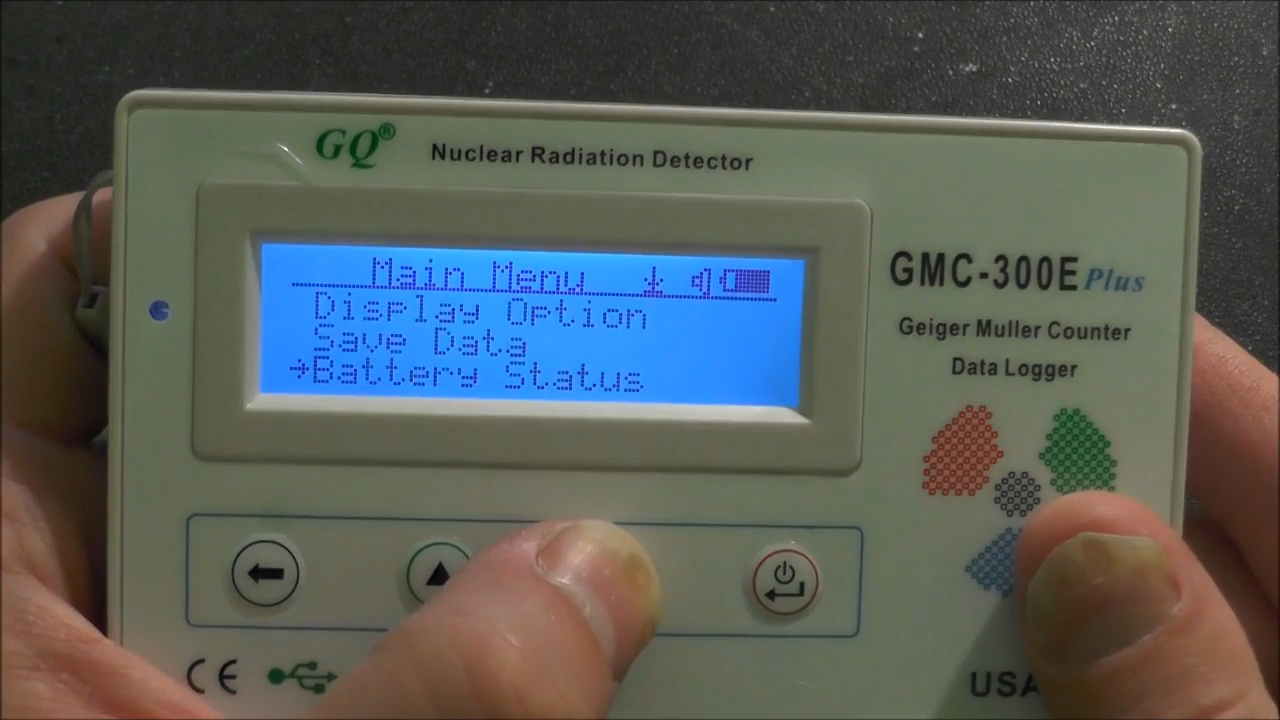 GQ®
Nuclear Radiation Detector
Main Menu
Display Option
Save Data
→Battery Status
GMC-300E Plus
Geiger Muller Counter
Data Logger
CE
USA